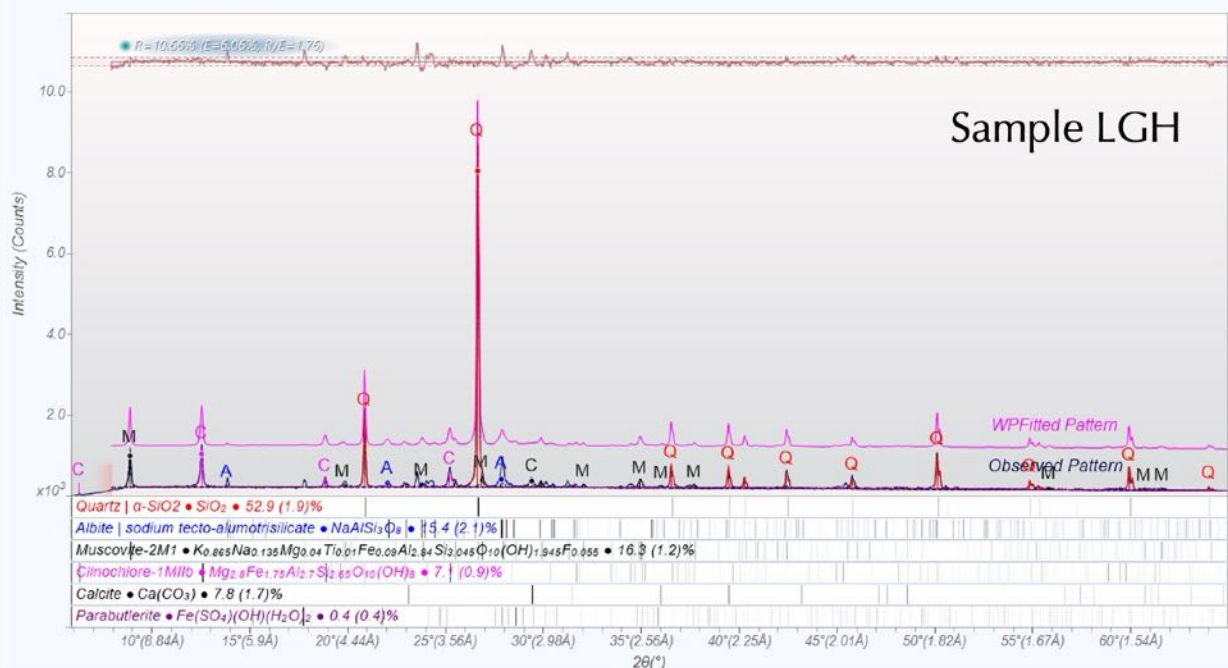 R=10.66% (E=6.06%, R/E=1.76)
Sample LGH
Intensity (Counts)
10.0
8.0
6.0
4.0
2.0
x10²
Q
Q
WPFitted Pattern
Observed Pattern
M
C
C
A
C
M
A
M
C
M
A
C
M
M
M
Q
M
Q
Q
Q
Q
Q
M
Q
M
M
Q
Quartz | α-SiO2 ● SiO₂ ● 52.9 (1.9)%
Albite | sodium tecto-alumotrisilicate ● NaAlSi₃O₈ ● 15.4 (2.1)%
Muscovite-2M1 ● K₀.₈₆₅Na₀.₁₃₅Mg₀.₀₄Ti₀.₀₁Fe₀.₀₉Al₂.₈₄Si₃.₀₄₅O₁₀(OH)₁.₉₄₅F₀.₀₅₅ ● 16.3 (1.2)%
Clinochlore-1MIIb ● Mg₂.₈Fe₁.₇₅Al₂.₇Si₂.₆₅O₁₀(OH)₈ ● 7.1 (0.9)%
Calcite ● Ca(CO₃) ● 7.8 (1.7)%
Parabutlerite ● Fe(SO₄)(OH)(H₂O)₂ ● 0.4 (0.4)%
10°(8.84Å) 15°(5.9Å) 20°(4.44Å) 25°(3.56Å) 30°(2.98Å) 35°(2.56Å) 40°(2.25Å) 45°(2.01Å) 50°(1.82Å) 55°(1.67Å) 60°(1.54Å)
2θ(°)